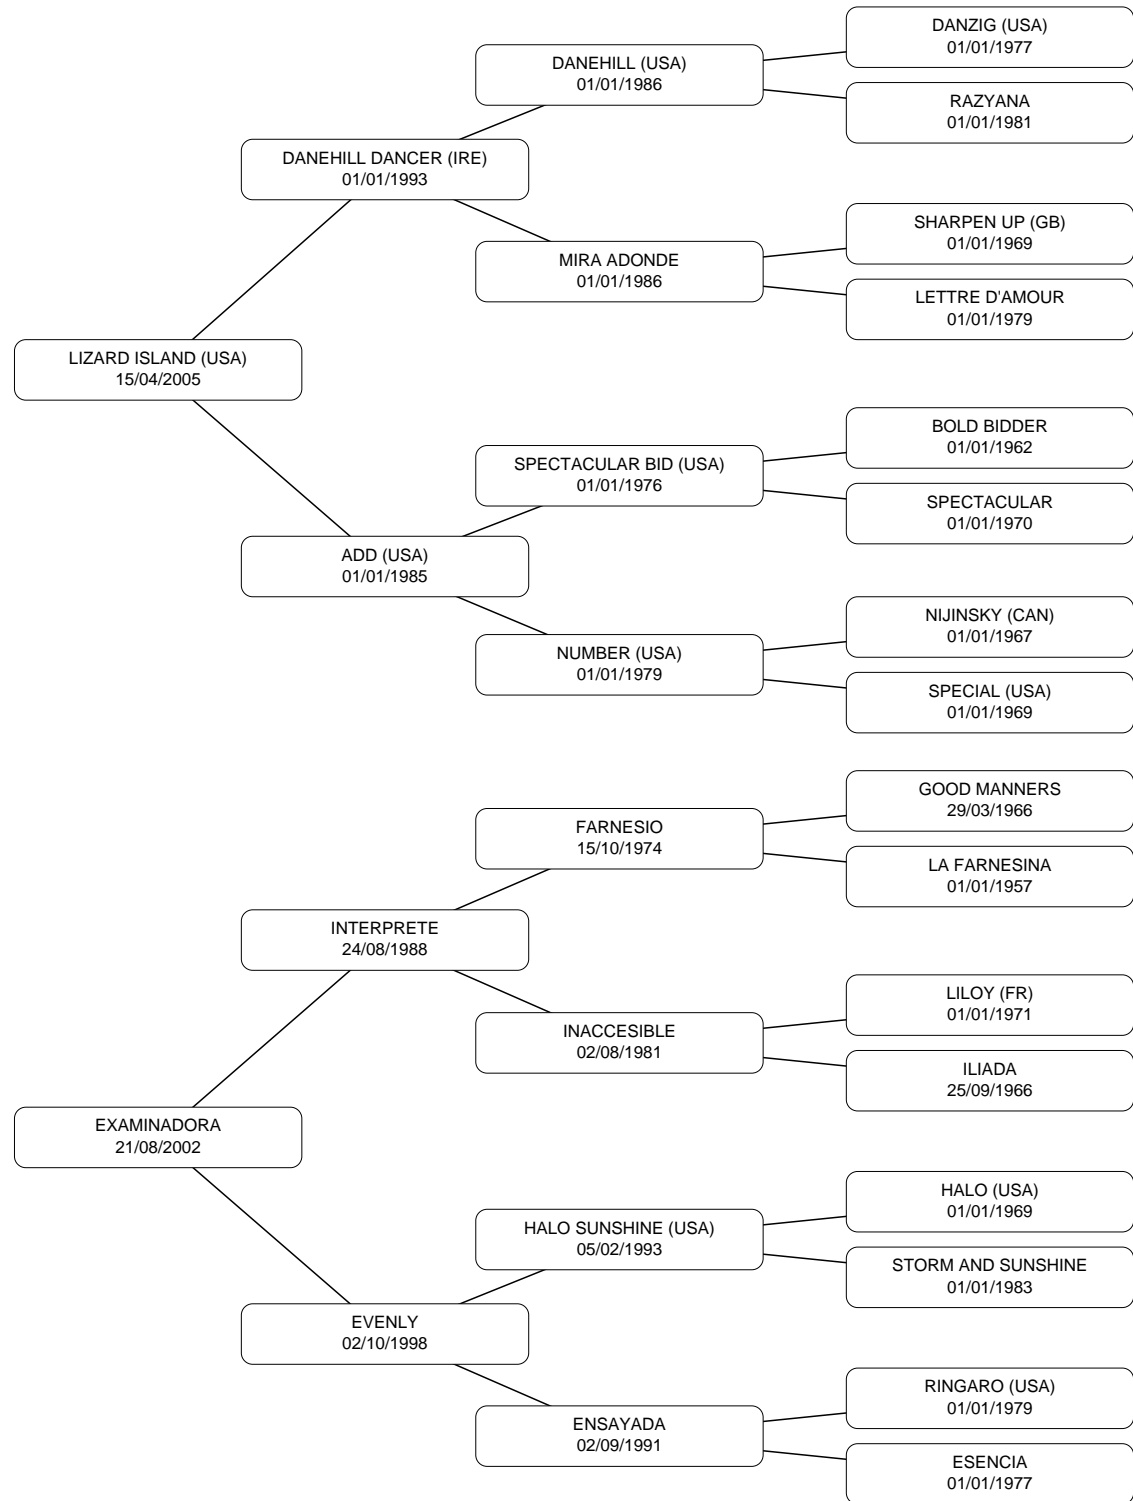 DANZIG (USA)
01/01/1977
DANEHILL (USA)
01/01/1986
RAZYANA
01/01/1981
DANEHILL DANCER (IRE)
01/01/1993
SHARPEN UP (GB)
01/01/1969
MIRA ADONDE
01/01/1986
LETTRE D'AMOUR
01/01/1979
LIZARD ISLAND (USA)
15/04/2005
BOLD BIDDER
01/01/1962
SPECTACULAR BID (USA)
01/01/1976
SPECTACULAR
01/01/1970
ADD (USA)
01/01/1985
NIJINSKY (CAN)
01/01/1967
NUMBER (USA)
01/01/1979
SPECIAL (USA)
01/01/1969
GOOD MANNERS
29/03/1966
FARNESIO
15/10/1974
LA FARNESINA
01/01/1957
INTERPRETE
24/08/1988
LILOY (FR)
01/01/1971
INACCESIBLE
02/08/1981
ILIADA
25/09/1966
EXAMINADORA
21/08/2002
HALO (USA)
01/01/1969
HALO SUNSHINE (USA)
05/02/1993
STORM AND SUNSHINE
01/01/1983
EVENLY
02/10/1998
RINGARO (USA)
01/01/1979
ENSAYADA
02/09/1991
ESENCIA
01/01/1977